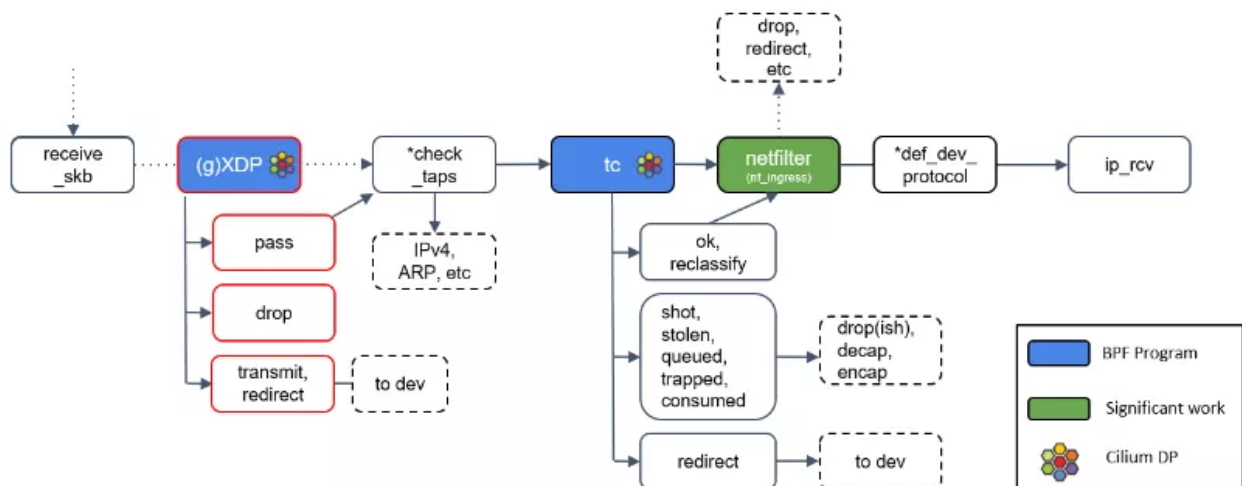 drop,
redirect,
etc
receive
_skb
(g)XDP
*check
_taps
tc
netfilter
(nf_ingress)
*def_dev_
protocol
ip_rcv
pass
IPv4,
ARP, etc
ok,
reclassify
drop
shot,
stolen,
queued,
trapped,
consumed
drop(ish),
decap,
encap
transmit,
redirect
to dev
redirect
to dev
BPF Program
Significant work
Cilium DP